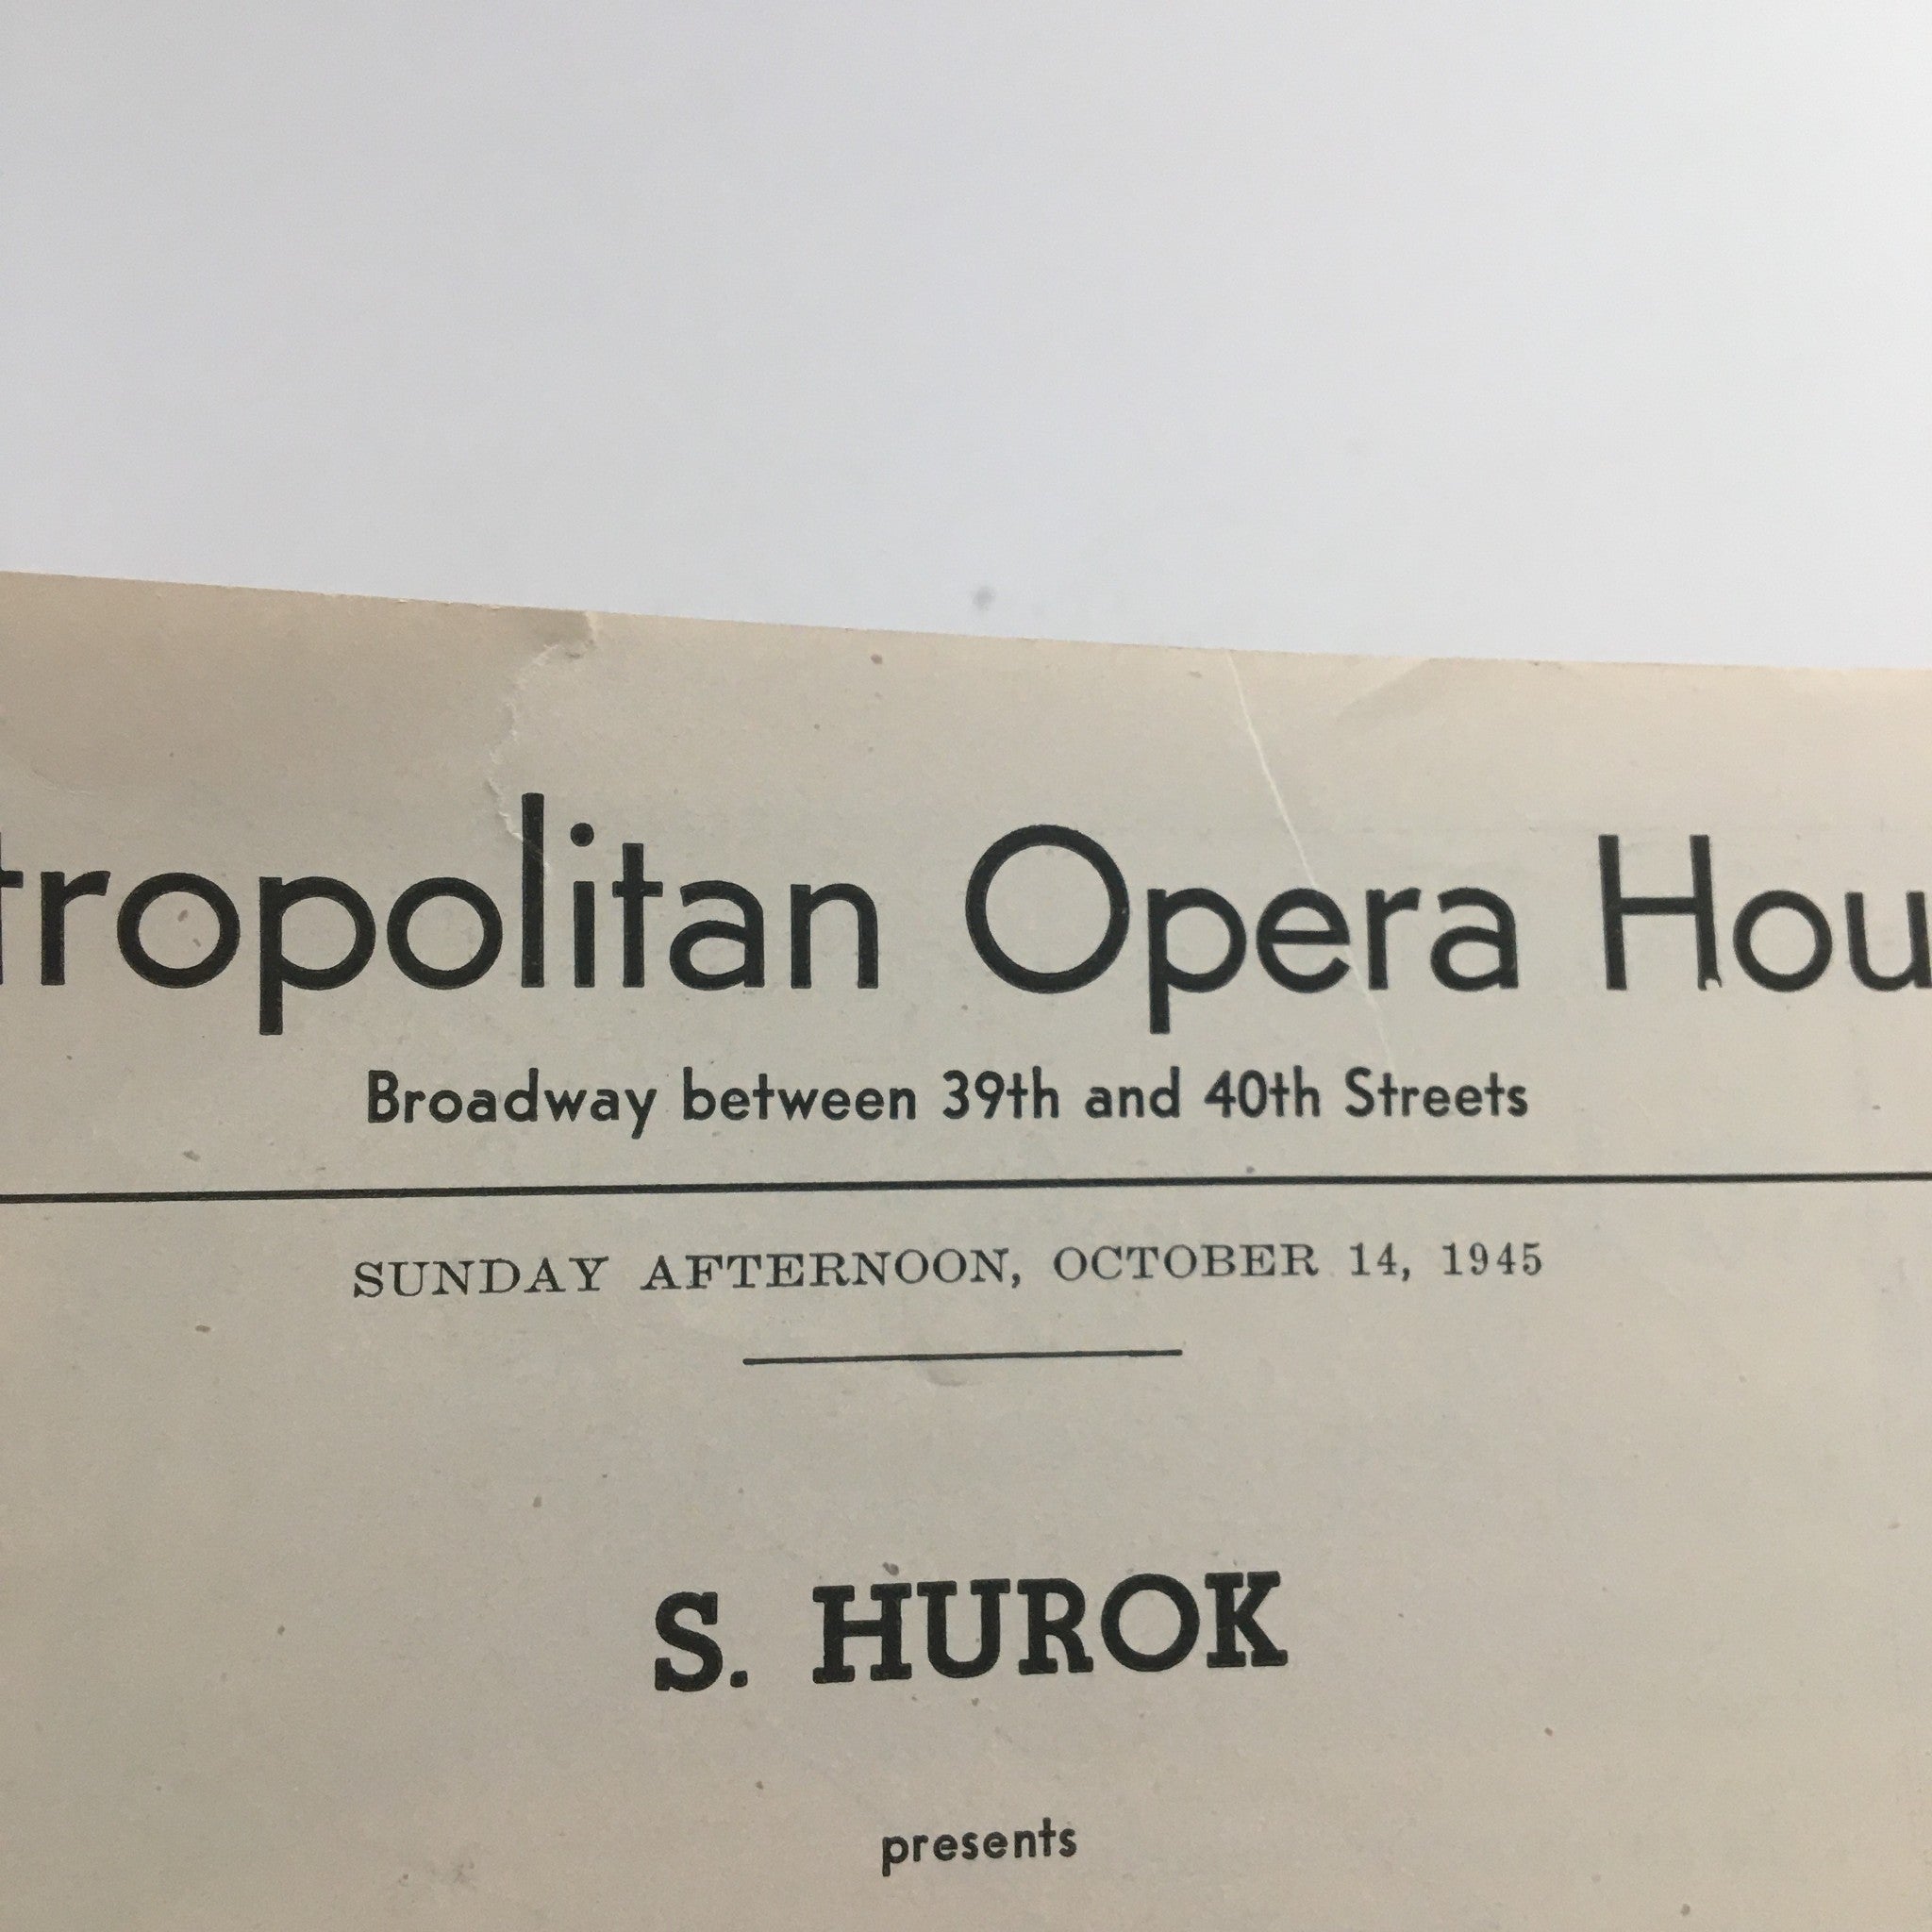 tropolitan Opera Hou
Broadway between 39th and 40th Streets
SUNDAY AFTERNOON, OCTOBER 14, 1945
S. HUROK
presents